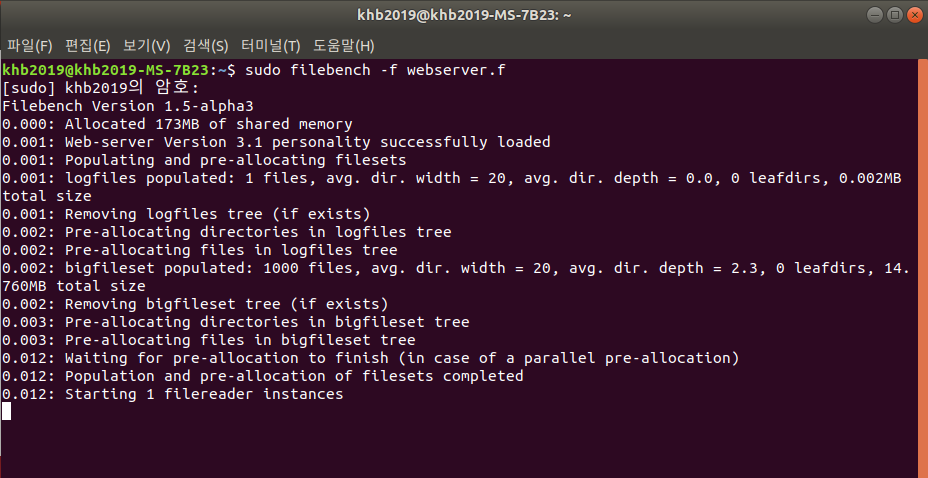 khb2019@khb2019-MS-7B23: ~
파일(F) 편집(E) 보기(V) 검색(S) 터미널(T) 도움말(H)
khb2019@khb2019-MS-7B23:~$ sudo filebench -f webserver.f
[sudo] khb2019의 암호:
Filebench Version 1.5-alpha3
0.000: Allocated 173MB of shared memory
0.001: Web-server Version 3.1 personality successfully loaded
0.001: Populating and pre-allocating filesets
0.001: logfiles populated: 1 files, avg. dir. width = 20, avg. dir. depth = 0.0, 0 leafdirs, 0.002MB
total size
0.001: Removing logfiles tree (if exists)
0.002: Pre-allocating directories in logfiles tree
0.002: Pre-allocating files in logfiles tree
0.002: bigfileset populated: 1000 files, avg. dir. width = 20, avg. dir. depth = 2.3, 0 leafdirs, 14.
760MB total size
0.002: Removing bigfileset tree (if exists)
0.003: Pre-allocating directories in bigfileset tree
0.003: Pre-allocating files in bigfileset tree
0.012: Waiting for pre-allocation to finish (in case of a parallel pre-allocation)
0.012: Population and pre-allocation of filesets completed
0.012: Starting 1 filereader instances